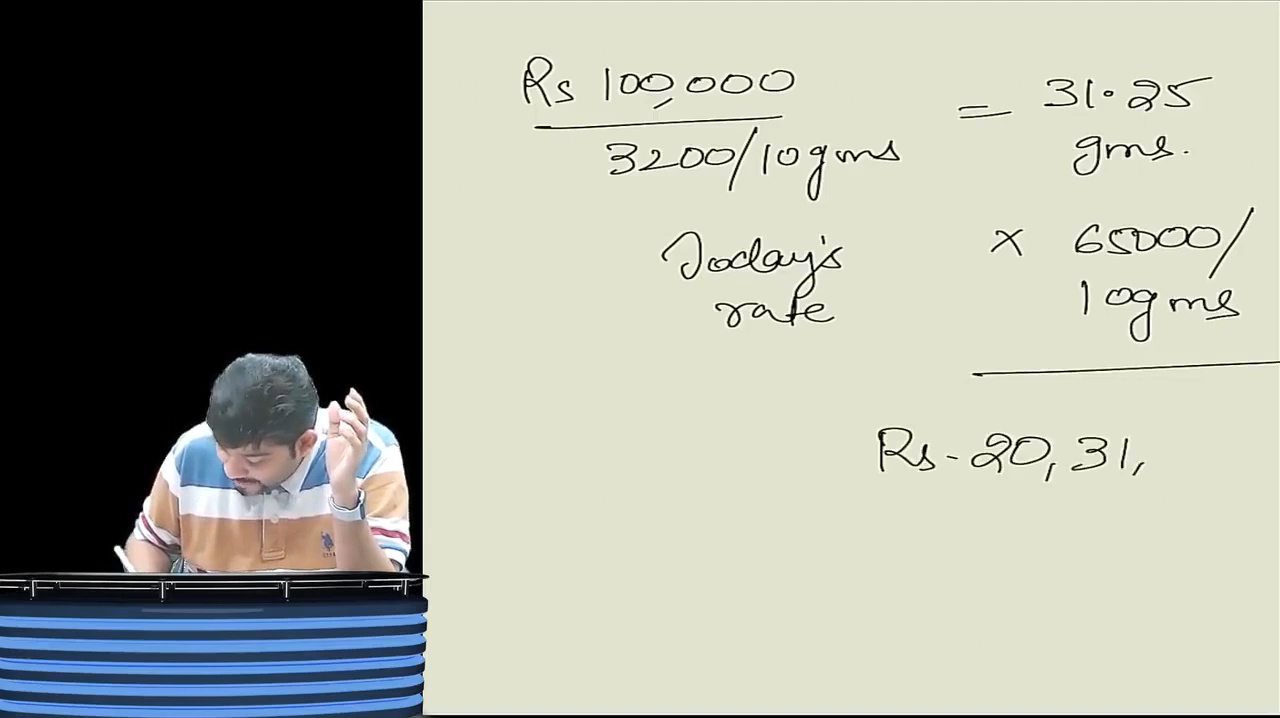 Rs 100,000
3200/10gms
= 31.25
gms.
Today's
rate
x 65000/
10gms
Rs - 20,31,